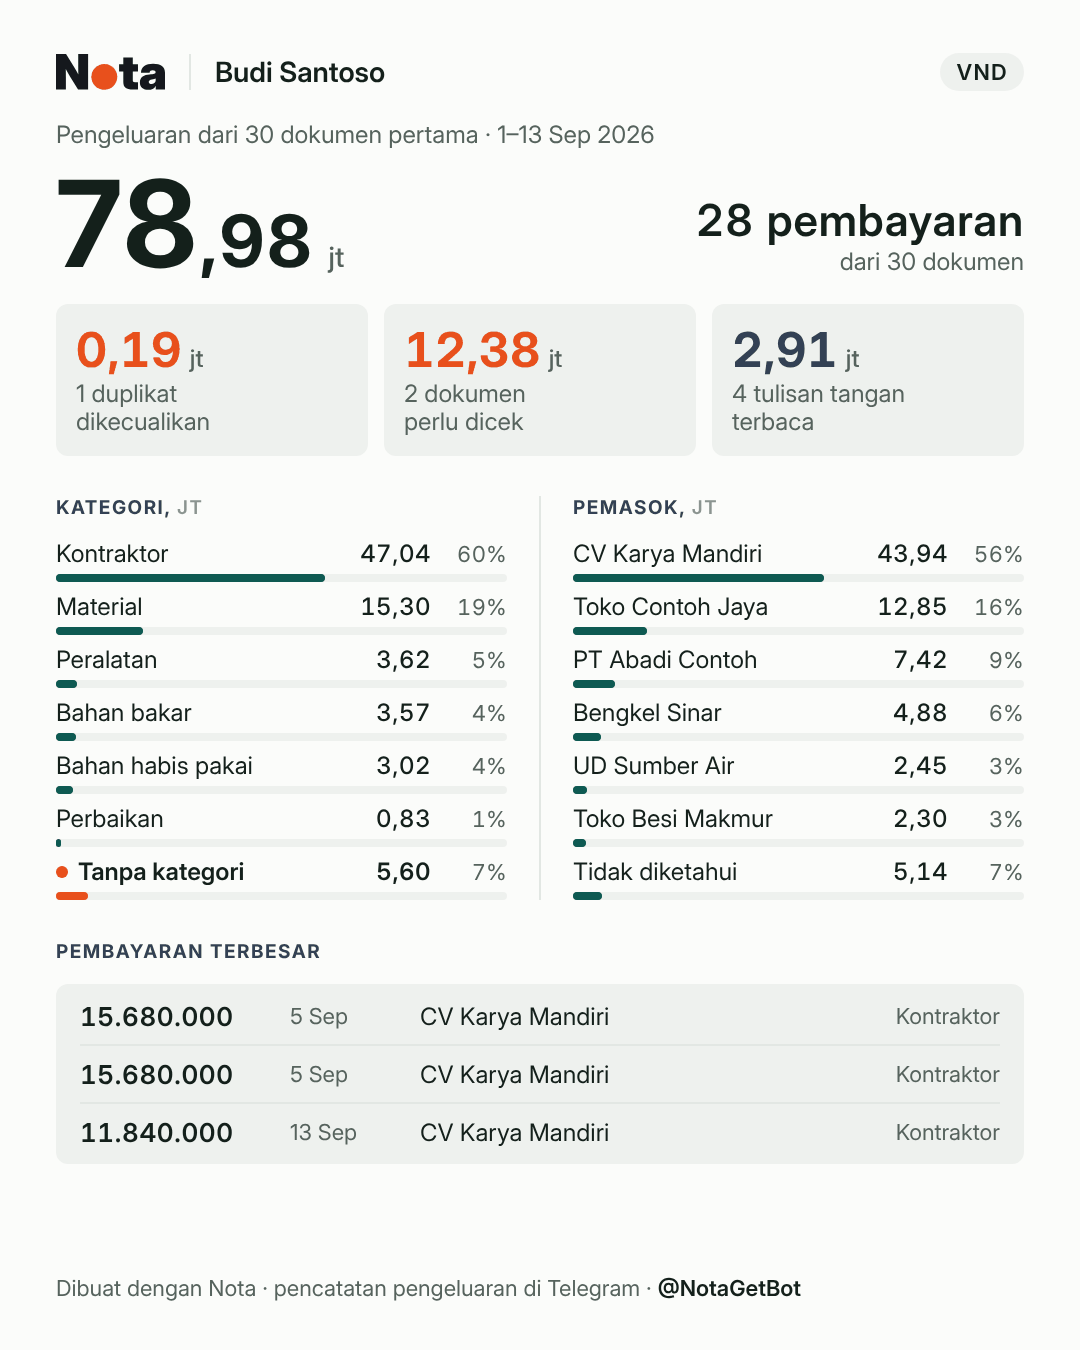 Nota
Budi Santoso
VND
Pengeluaran dari 30 dokumen pertama · 1–13 Sep 2026
78,98 jt
28 pembayaran
dari 30 dokumen
0,19 jt
1 duplikat
dikecualikan
12,38 jt
2 dokumen
perlu dicek
2,91 jt
4 tulisan tangan
terbaca
KATEGORI, JT
Kontraktor 47,04 60%
Material 15,30 19%
Peralatan 3,62 5%
Bahan bakar 3,57 4%
Bahan habis pakai 3,02 4%
Perbaikan 0,83 1%
Tanpa kategori 5,60 7%
PEMASOK, JT
CV Karya Mandiri 43,94 56%
Toko Contoh Jaya 12,85 16%
PT Abadi Contoh 7,42 9%
Bengkel Sinar 4,88 6%
UD Sumber Air 2,45 3%
Toko Besi Makmur 2,30 3%
Tidak diketahui 5,14 7%
PEMBAYARAN TERBESAR
15.680.000 5 Sep CV Karya Mandiri Kontraktor
15.680.000 5 Sep CV Karya Mandiri Kontraktor
11.840.000 13 Sep CV Karya Mandiri Kontraktor
Dibuat dengan Nota · pencatatan pengeluaran di Telegram · @NotaGetBot